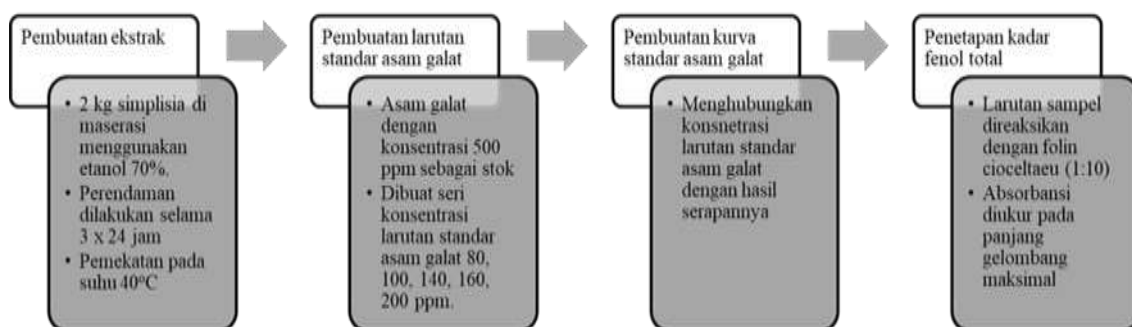 Pembuatan ekstrak
• 2 kg simplisia di
maserasi
menggunakan
etanol 70%.
• Perendaman
dilakukan selama
3 x 24 jam
• Pemekatan pada
suhu 40°C
Pembuatan larutan
standar asam galat
• Asam galat
dengan
konsentrasi 500
ppm sebagai stok
• Dibuat seri
konsentrasi
larutan standar
asam galat 80,
100, 140, 160,
200 ppm.
Pembuatan kurva
standar asam galat
• Menghubungkan
konsnetrasi
larutan standar
asam galat
dengan hasil
serapannya
Penetapan kadar
fenol total
• Larutan sampel
direaksikan
dengan folin
cioceltaeu (1:10)
• Absorbansi
diukur pada
panjang
gelombang
maksimal